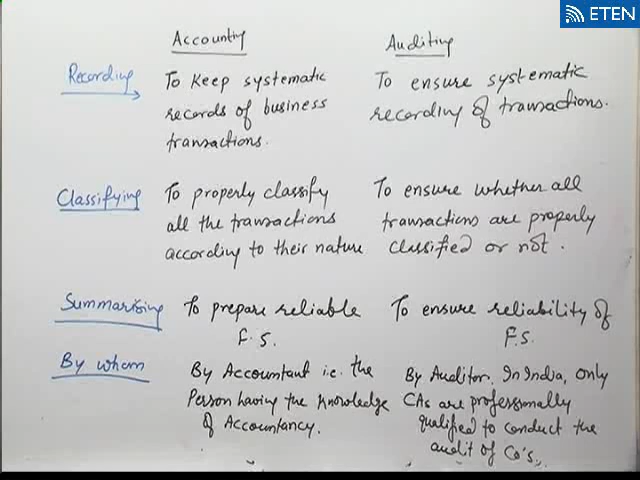 ETEN
Accounting Auditing
Recording To Keep systematic To ensure systematic
records of business recording of transactions.
transactions.
Classifying To properly classify To ensure whether all
all the transactions transactions are properly
according to their nature classified or not.
Summarising To prepare reliable To ensure reliability of
F.S. F.S.
By whom By Accountant i.e. the By Auditor. In India, only
Person having the Knowledge CAs are professionally
of Accountancy. qualified to conduct the
audit of Co's.